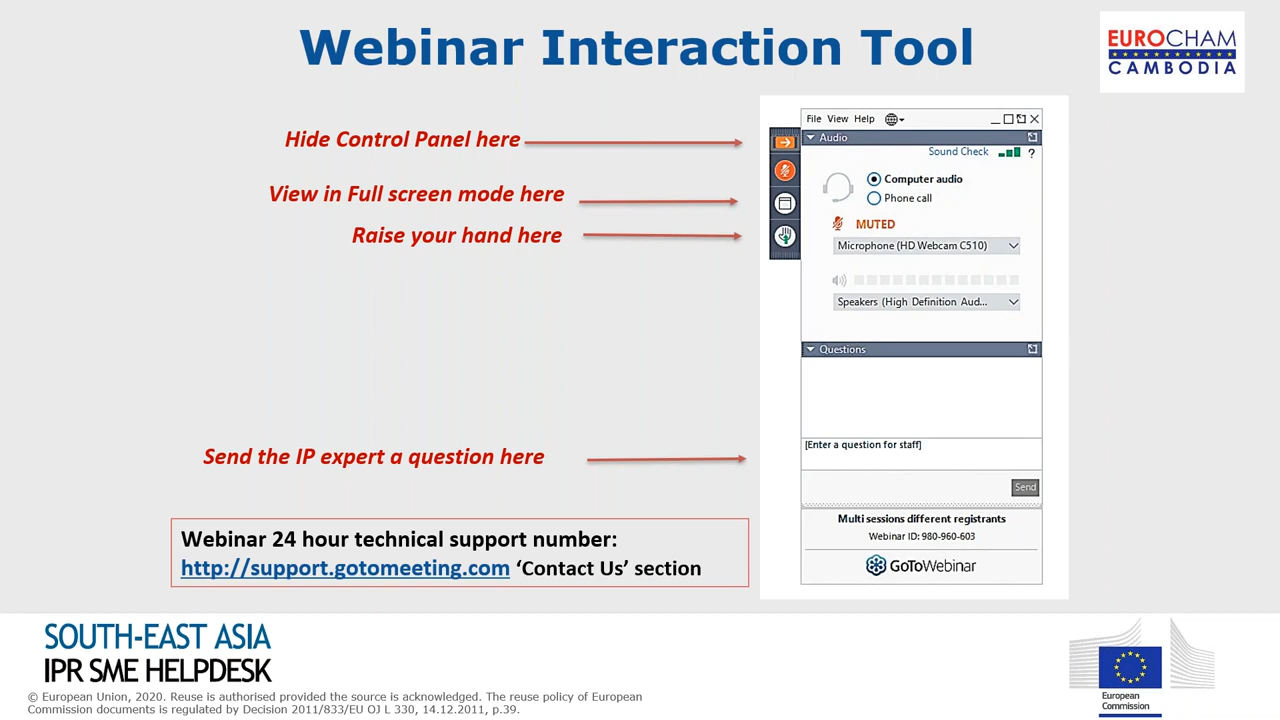 Webinar Interaction Tool
EUROCHAM
CAMBODIA
Hide Control Panel here
View in Full screen mode here
Raise your hand here
Send the IP expert a question here
Webinar 24 hour technical support number:
http://support.gotomeeting.com ‘Contact Us’ section
File View Help
Audio
Sound Check
?
Computer audio
Phone call
MUTED
Microphone (HD Webcam C510)
Speakers (High Definition Aud...
Questions
[Enter a question for staff]
Send
Multi sessions different registrants
Webinar ID: 980-960-603
GoToWebinar
SOUTH-EAST ASIA
IPR SME HELPDESK
© European Union, 2020. Reuse is authorised provided the source is acknowledged. The reuse policy of European
Commission documents is regulated by Decision 2011/833/EU OJ L 330, 14.12.2011, p.39.
European
Commission